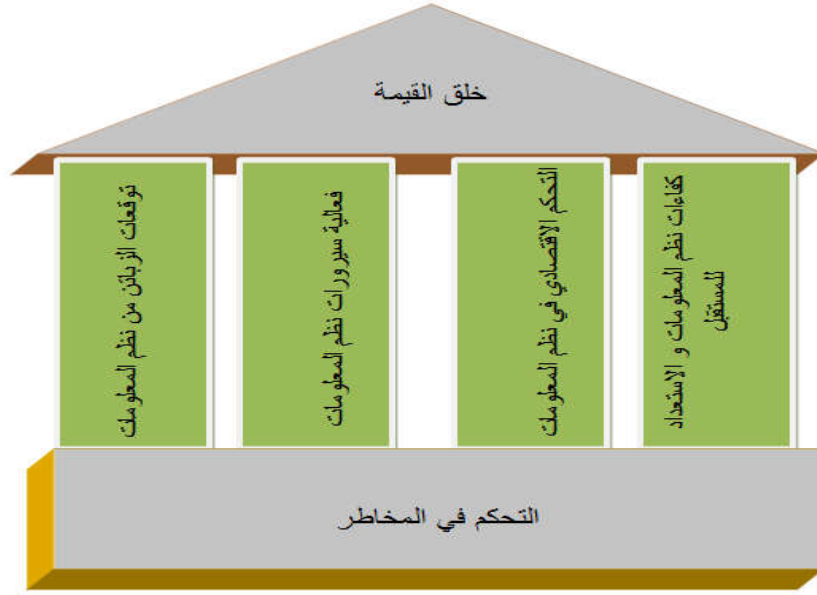 خلق القيمة
كفاءات نظم المعلومات و الاستعداد
للمستقبل
التحكم الاقتصادي في نظم المعلومات
فعالية سيرورات نظم المعلومات
توقعات الزبائن من نظم المعلومات
التحكم في المخاطر